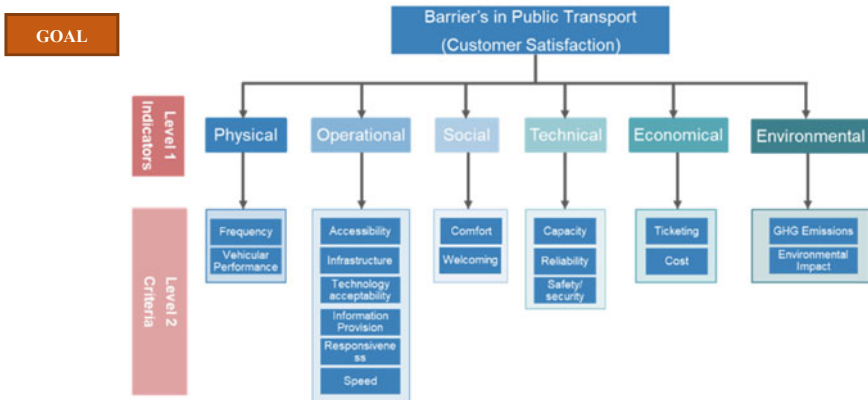 Barrier's in Public Transport
(Customer Satisfaction)
GOAL
Level 1
Indicators
Physical
Operational
Social
Technical
Economical
Environmental
Level 2
Criteria
Frequency
Vehicular
Performance
Accessibility
Infrastructure
Technology
acceptability
Information
Provision
Responsivene
ss
Speed
Comfort
Welcoming
Capacity
Reliability
Safety/
security
Ticketing
Cost
GHG Emissions
Environmental
Impact